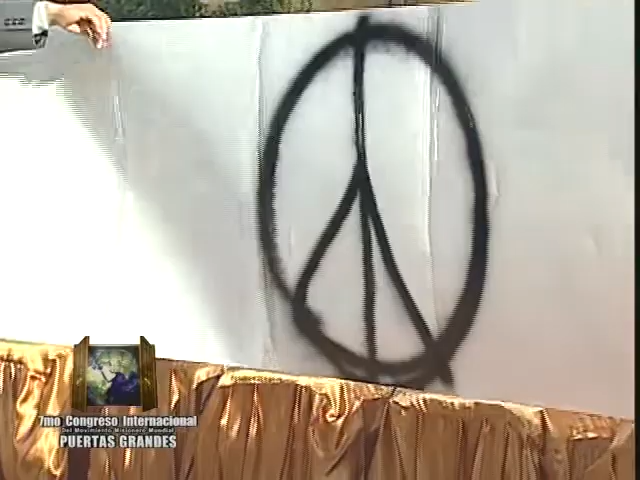 7mo Congreso Internacional
Del Movimiento Misionero Mundial
PUERTAS GRANDES